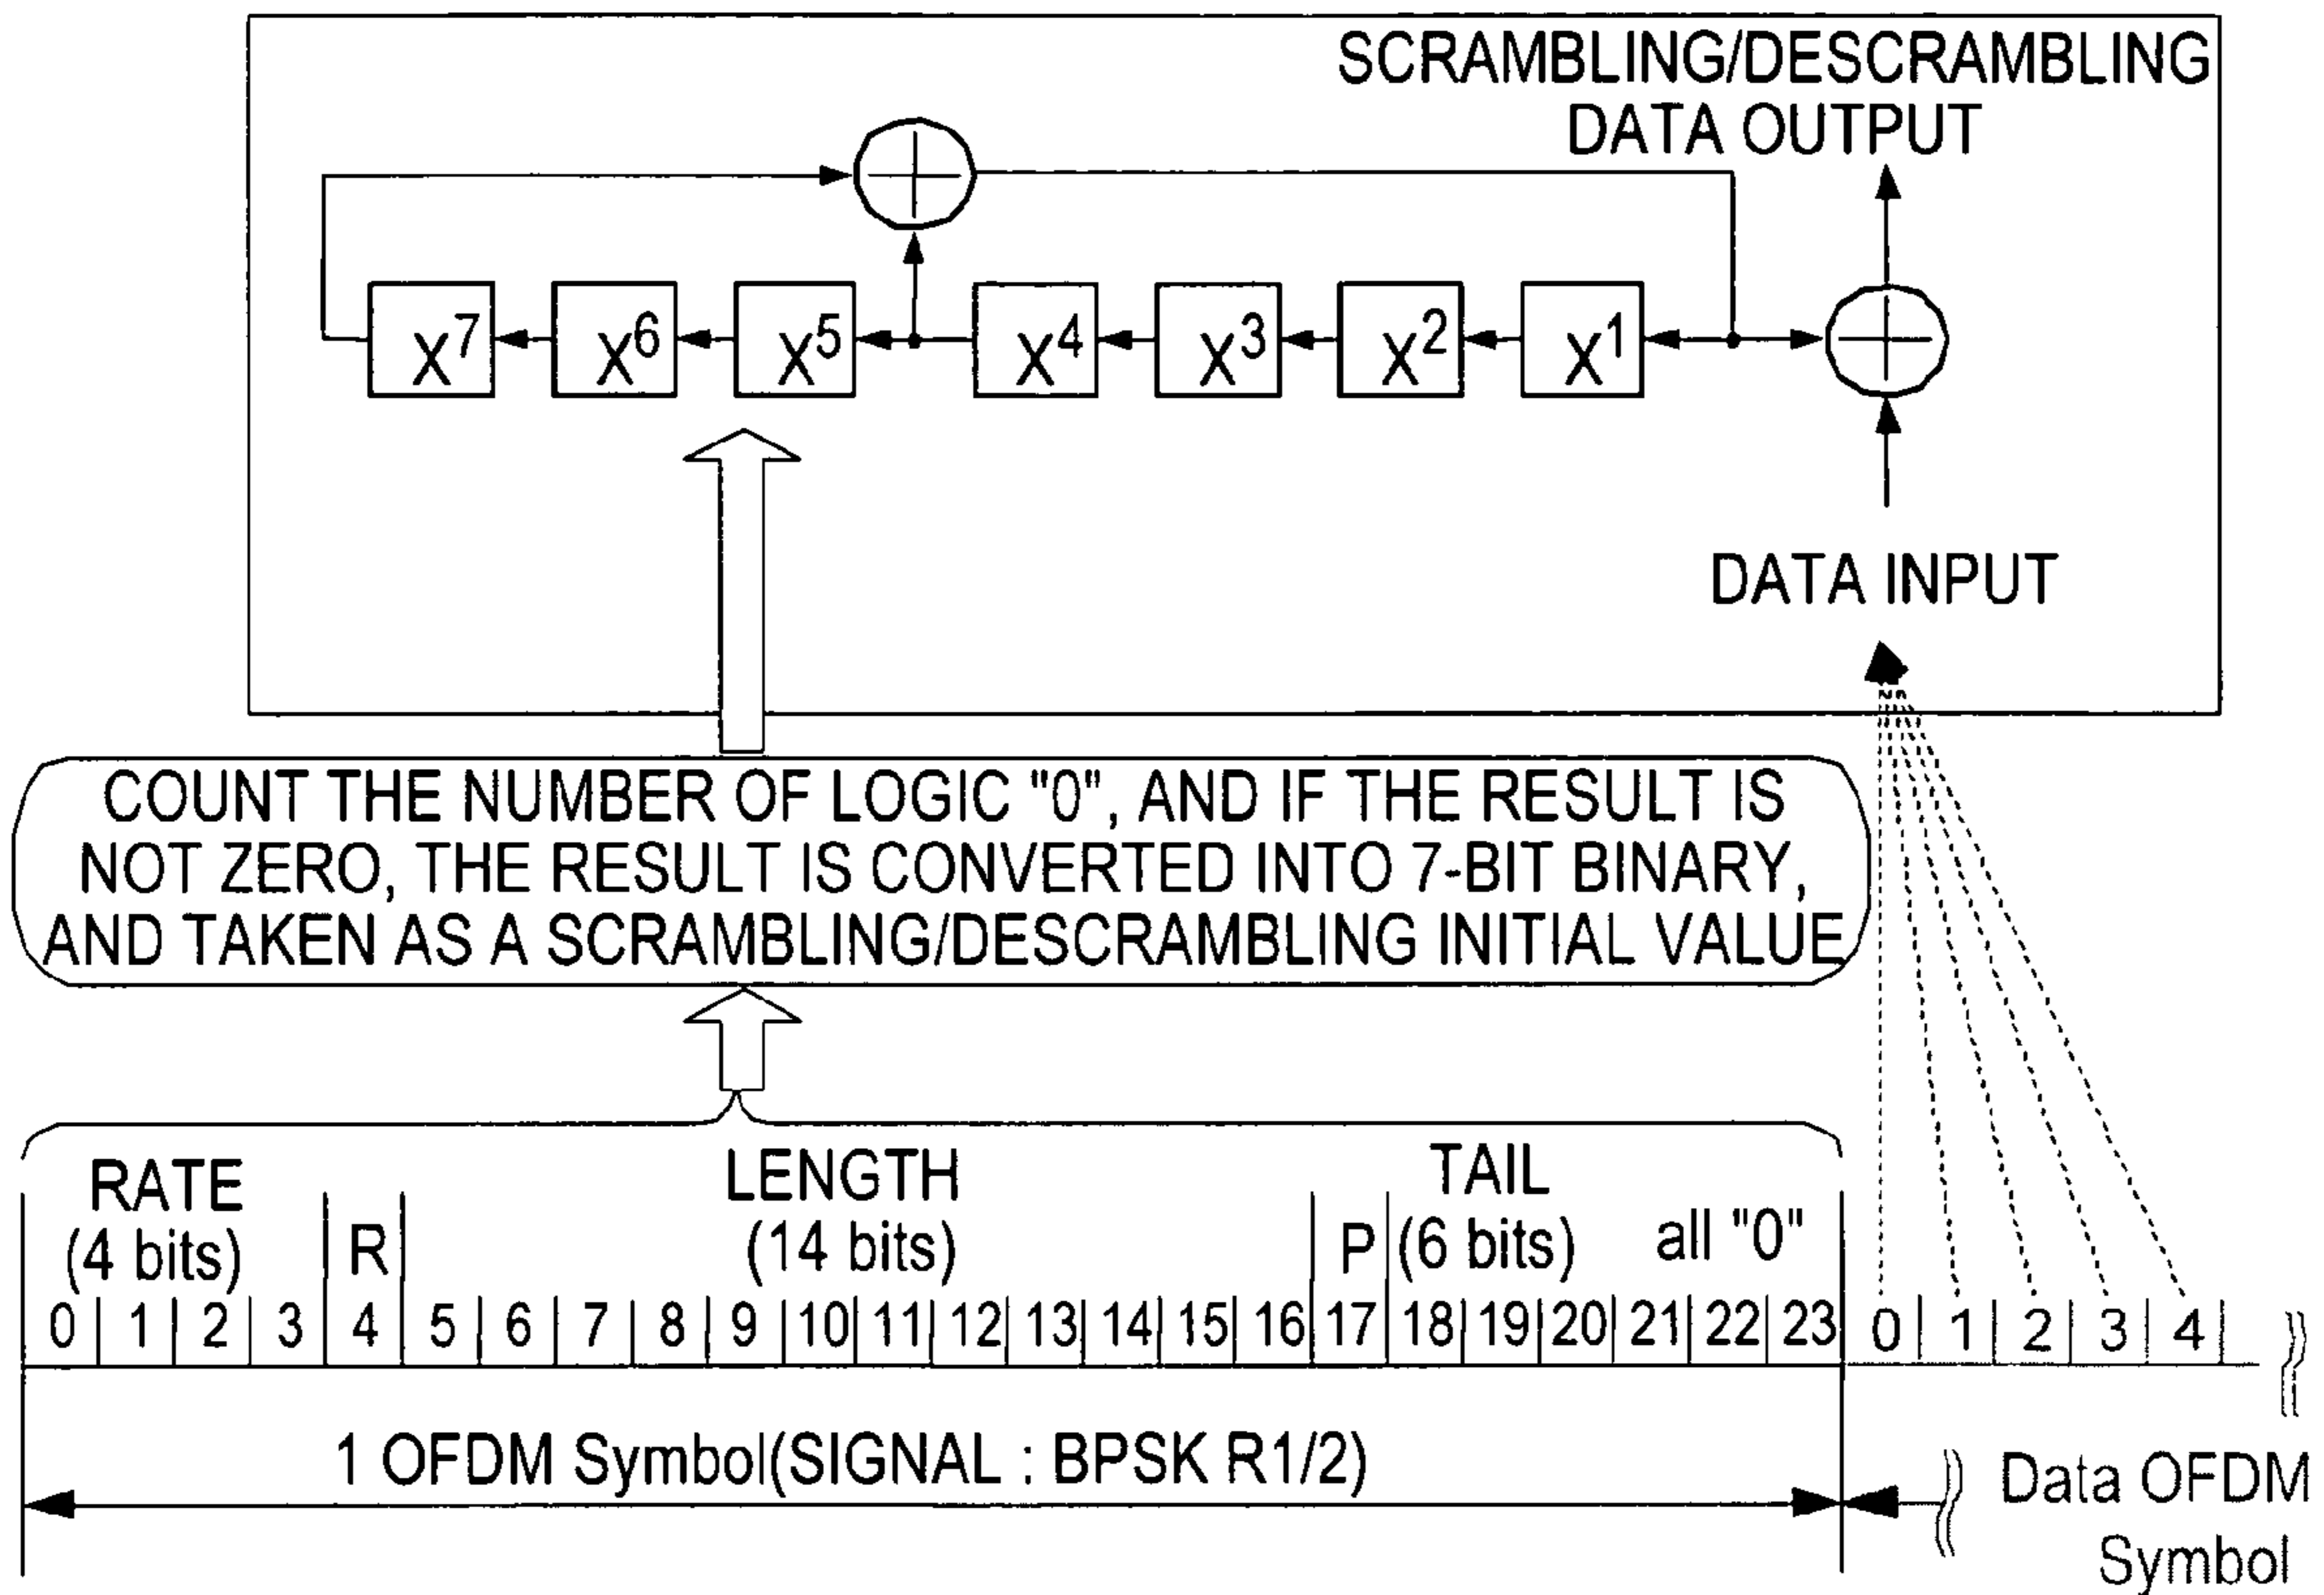 SCRAMBLING/DESCRAMBLING
DATA OUTPUT
X⁷ X⁶ X⁵ X⁴ X³ X² X¹
DATA INPUT
COUNT THE NUMBER OF LOGIC "0", AND IF THE RESULT IS
NOT ZERO, THE RESULT IS CONVERTED INTO 7-BIT BINARY,
AND TAKEN AS A SCRAMBLING/DESCRAMBLING INITIAL VALUE
RATE LENGTH TAIL
(4 bits) R (14 bits) P (6 bits) all "0"
0 1 2 3 4 5 6 7 8 9 10 11 12 13 14 15 16 17 18 19 20 21 22 23 0 1 2 3 4
1 OFDM Symbol(SIGNAL : BPSK R1/2)
Data OFDM
Symbol